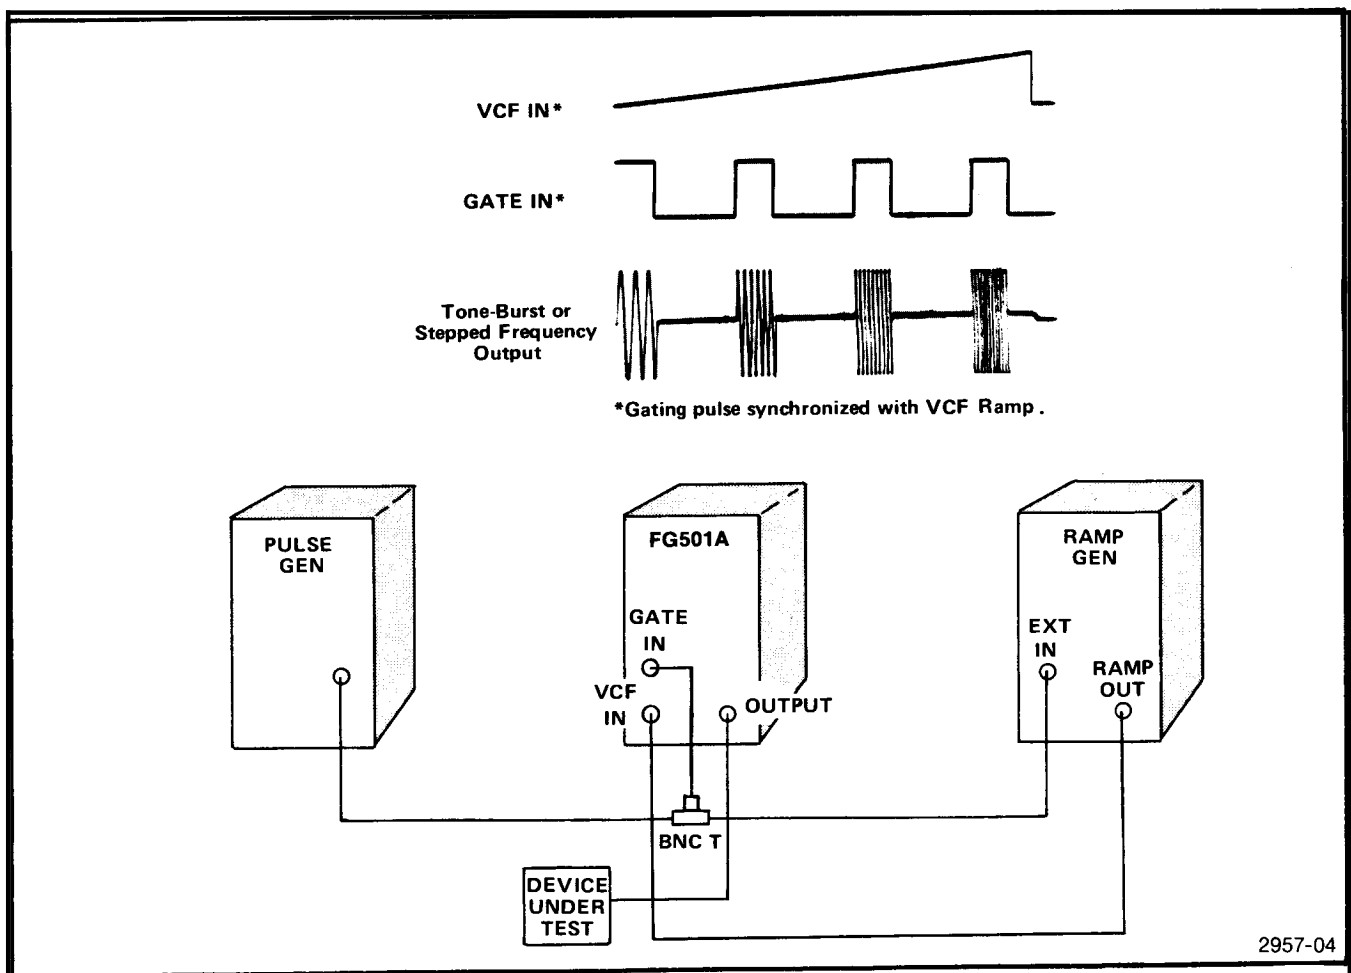 VCF IN*
GATE IN*
Tone-Burst or
Stepped Frequency
Output
*Gating pulse synchronized with VCF Ramp.
PULSE
GEN
FG501A
GATE
IN
VCF
IN
OUTPUT
RAMP
GEN
EXT
IN
RAMP
OUT
BNC T
DEVICE
UNDER
TEST
2957-04